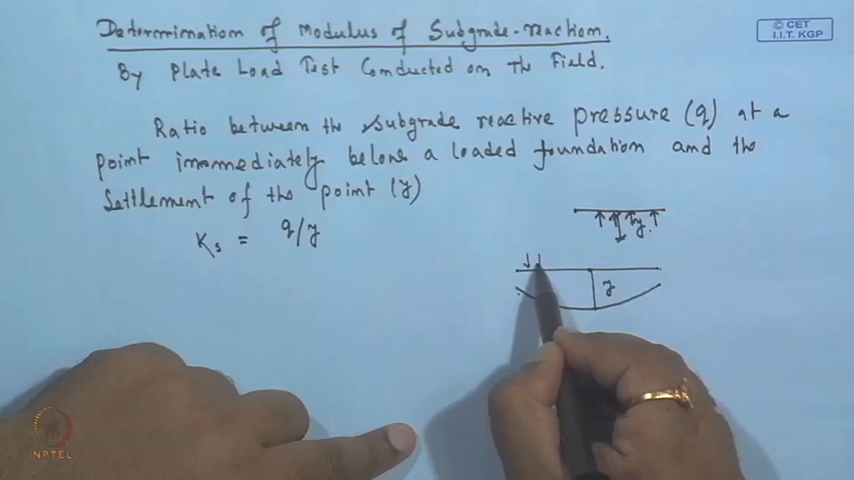 Determination of Modulus of Subgrade-reaction.
© CET
I.I.T. KGP
By Plate Load Test Conducted on the Field.
Ratio between the subgrade reactive pressure (q) at a
point immediately below a loaded foundation and the
Settlement of the point (y)
Ks = q/y
y.
y
NPTEL